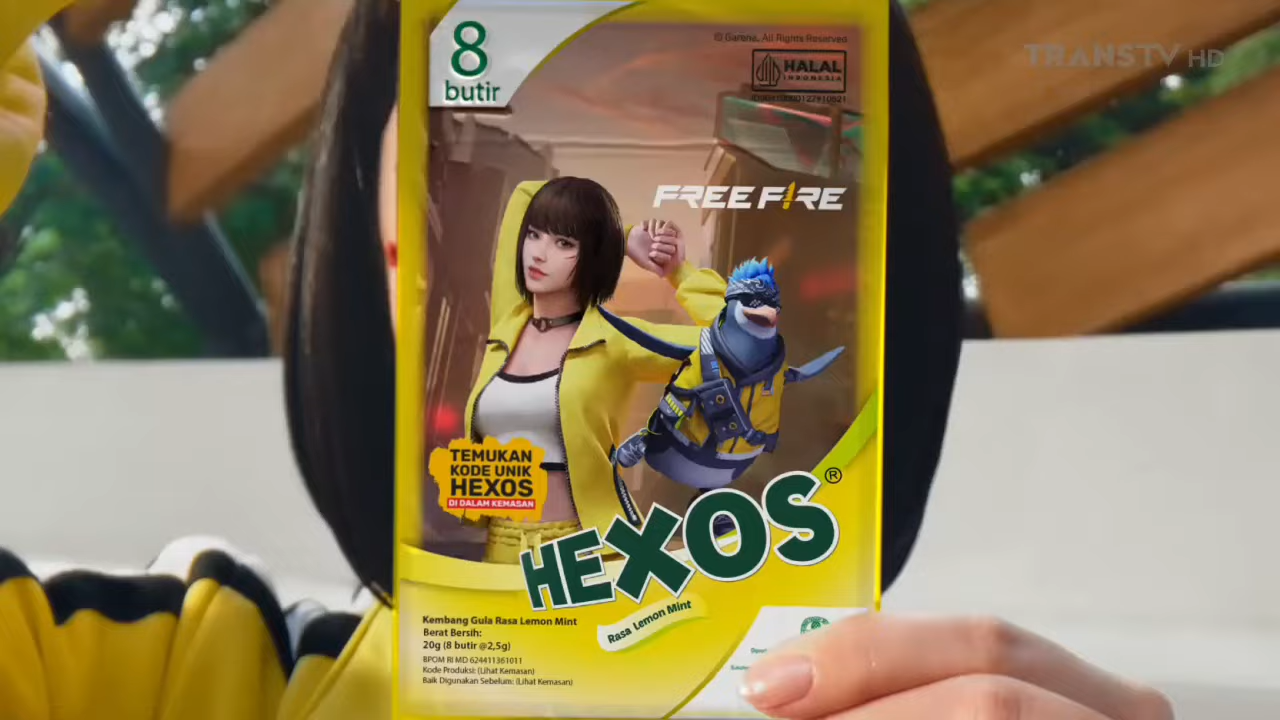 8
butir
© Garena. All Rights Reserved
HALAL
INDONESIA
TRANSTV HD
FREE FIRE
TEMUKAN
KODE UNIK
HEXOS
DI DALAM KEMASAN
HEXOS®
Rasa Lemon Mint
Kembang Gula Rasa Lemon Mint
Berat Bersih:
20g (8 butir @2,5g)
BPOM RI MD 624411361011
Kode Produksi: (Lihat Kemasan)
Baik Digunakan Sebelum: (Lihat Kemasan)